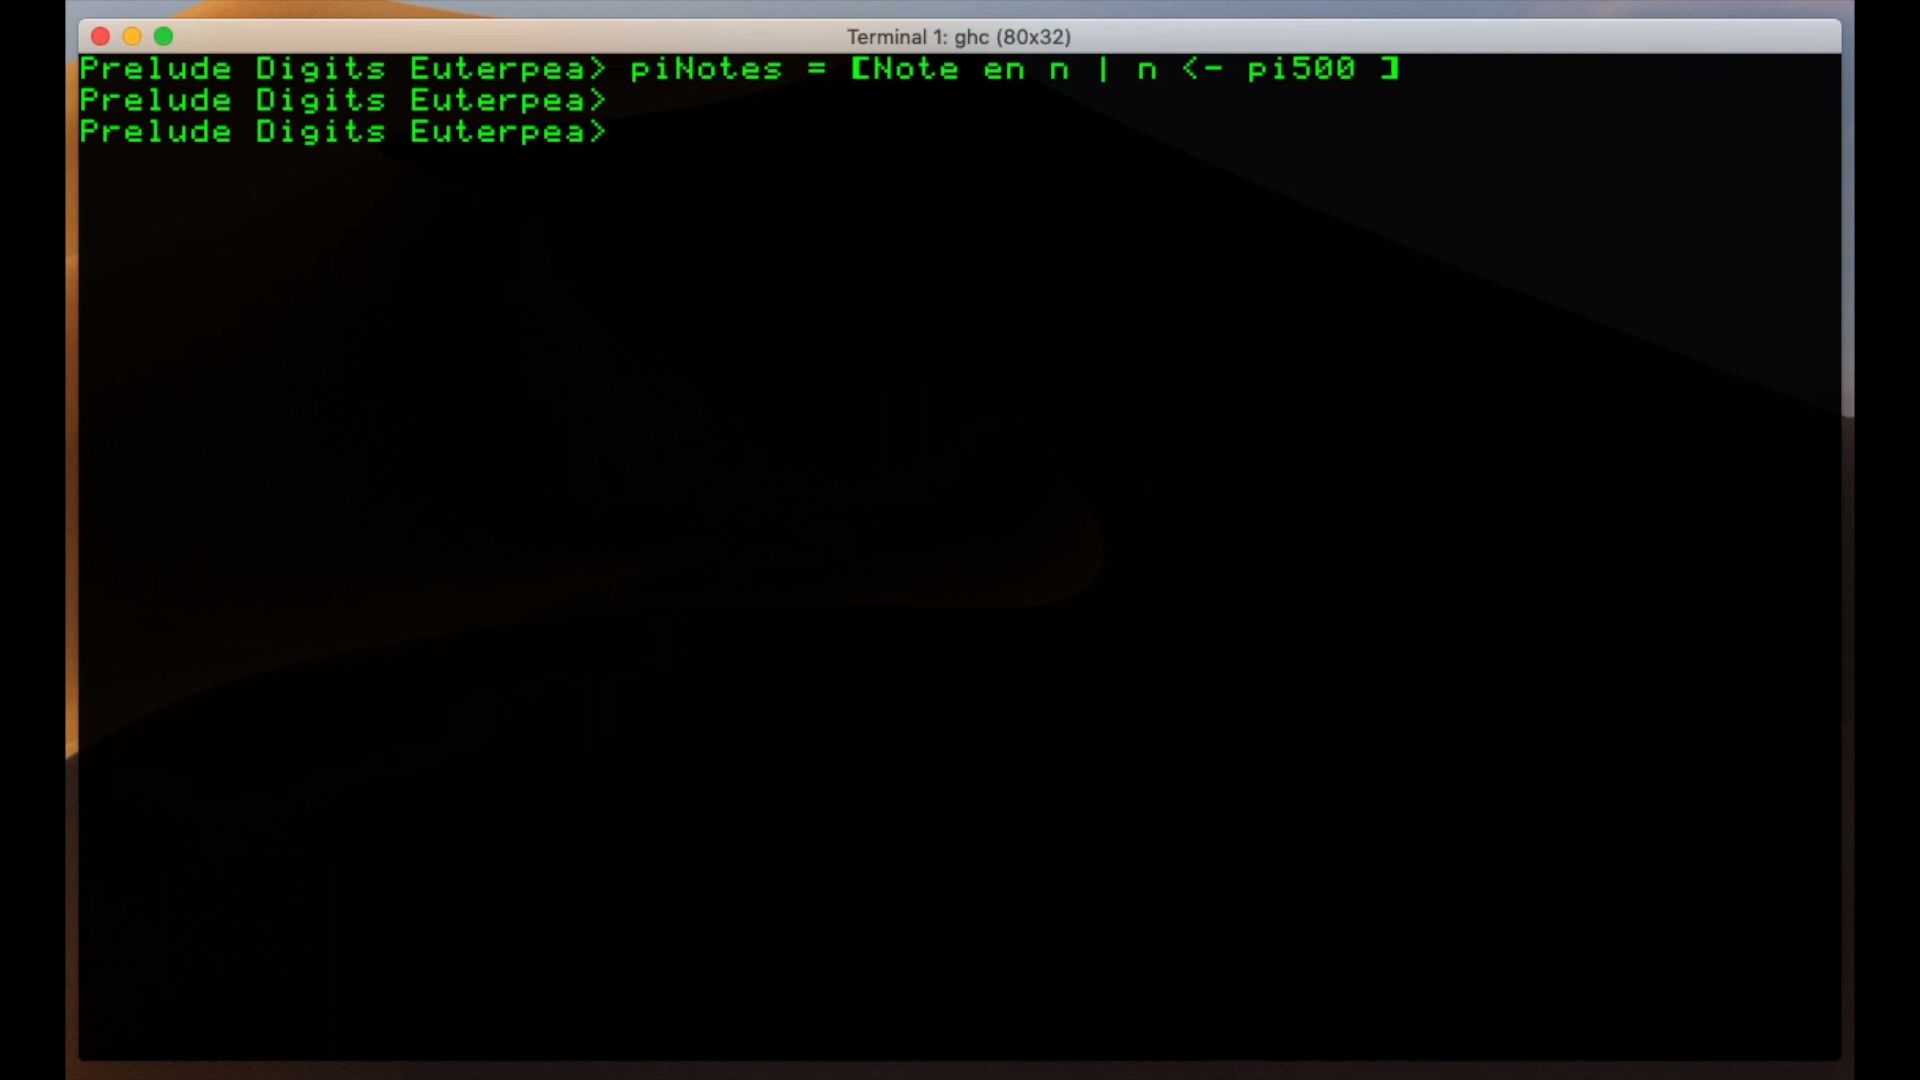 Terminal 1: ghc (80x32)
Prelude Digits Euterpea> piNotes = [Note en n | n <- pi500 ]
Prelude Digits Euterpea>
Prelude Digits Euterpea>